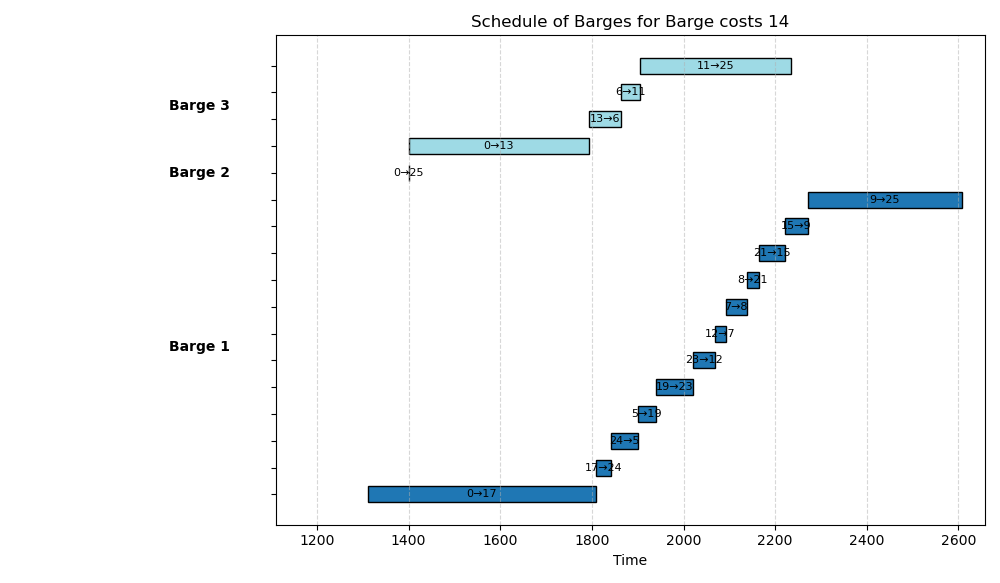 Schedule of Barges for Barge costs 14
11→25
6→11
Barge 3
13→6
0→13
Barge 2
0→25
9→25
15→9
21→15
8→21
7→8
12→7
Barge 1
23→12
19→23
5→19
24→5
17→24
0→17
1200 1400 1600 1800 2000 2200 2400 2600
Time